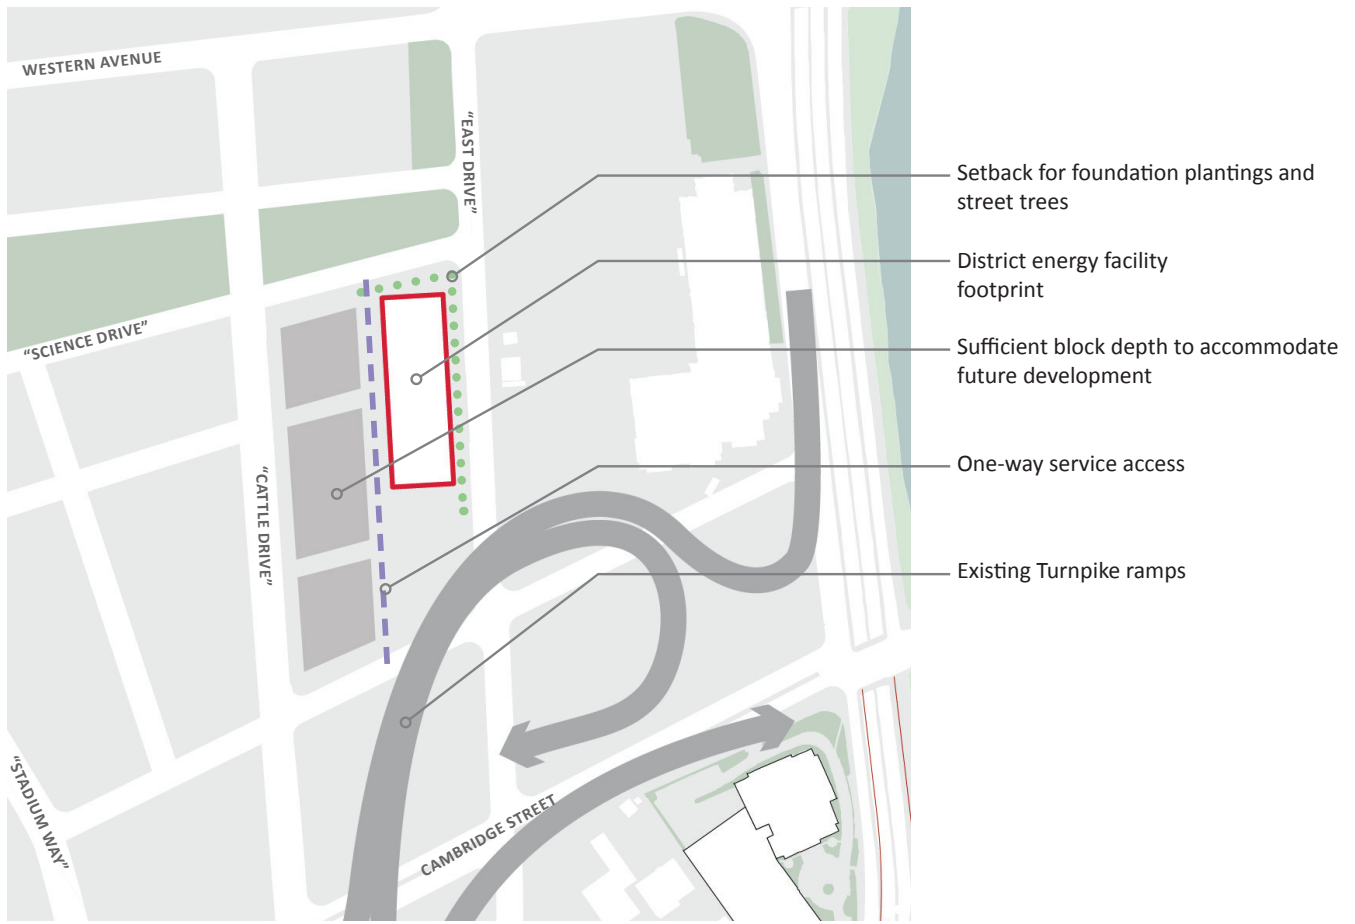 WESTERN AVENUE
"EAST DRIVE"
Setback for foundation plantings and
street trees
District energy facility
footprint
"SCIENCE DRIVE"
Sufficient block depth to accommodate
future development
One-way service access
"CATTLE DRIVE"
Existing Turnpike ramps
"STADIUM WAY"
CAMBRIDGE STREET